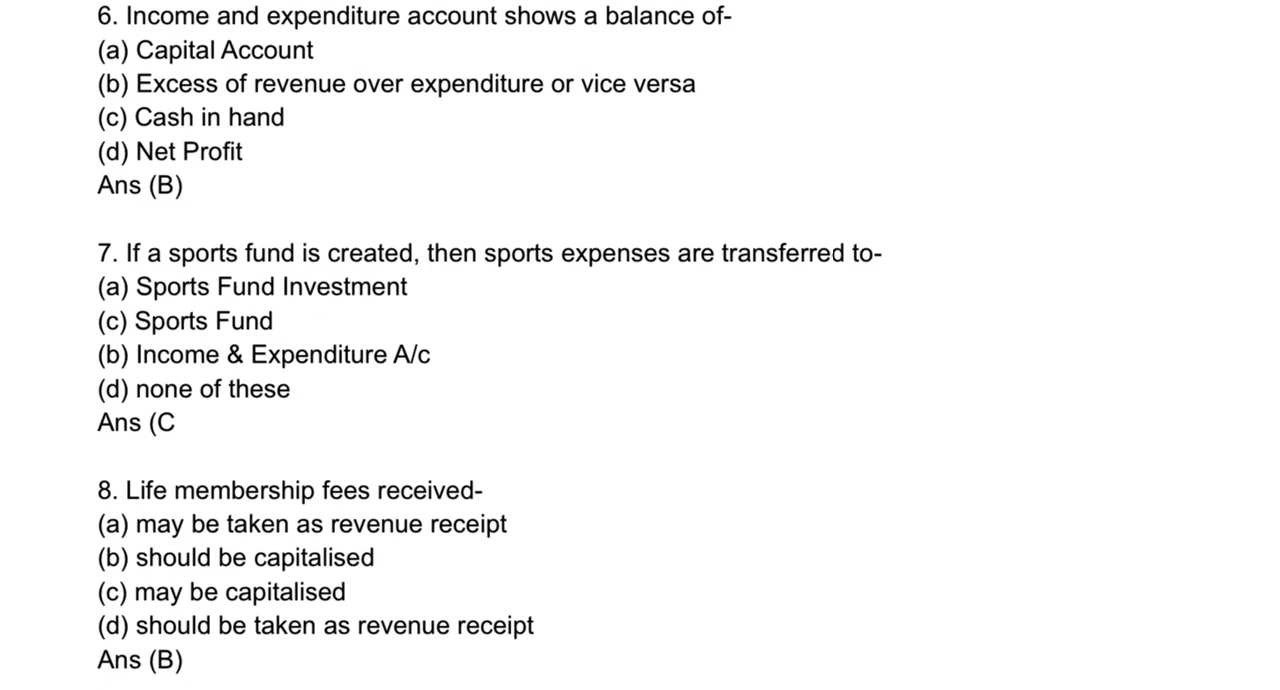 6. Income and expenditure account shows a balance of-
(a) Capital Account
(b) Excess of revenue over expenditure or vice versa
(c) Cash in hand
(d) Net Profit
Ans (B)
7. If a sports fund is created, then sports expenses are transferred to-
(a) Sports Fund Investment
(c) Sports Fund
(b) Income & Expenditure A/c
(d) none of these
Ans (C
8. Life membership fees received-
(a) may be taken as revenue receipt
(b) should be capitalised
(c) may be capitalised
(d) should be taken as revenue receipt
Ans (B)